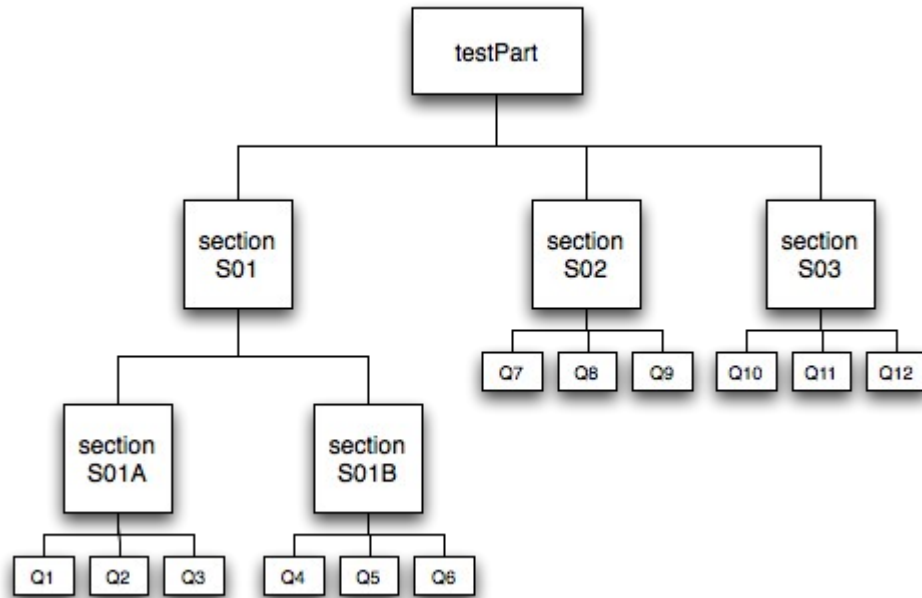 testPart
section
S01
section
S02
section
S03
Q7
Q8
Q9
Q10
Q11
Q12
section
S01A
section
S01B
Q1
Q2
Q3
Q4
Q5
Q6